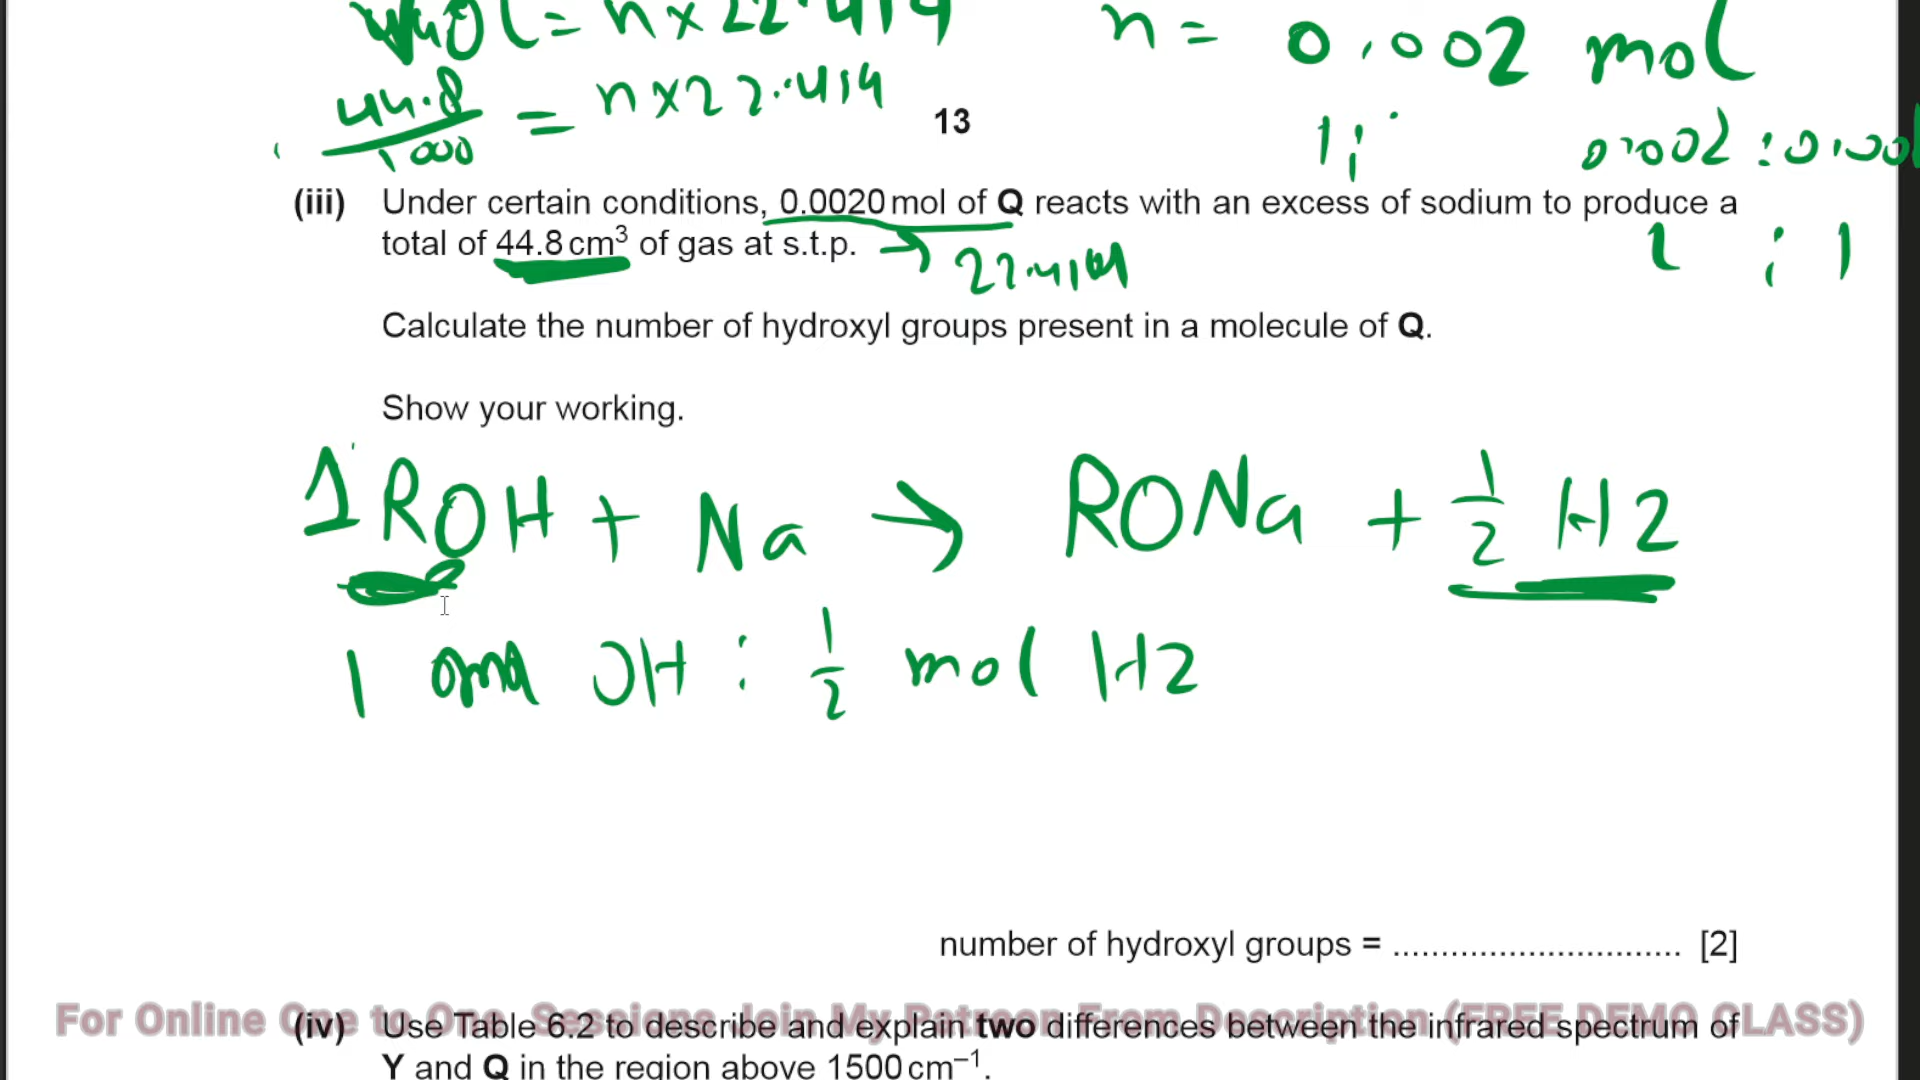 = n x 22.414
n = 0.002 mol
44.8 / 1000 = n x 22.414
13
1 :
0.002 : 0.00
(iii) Under certain conditions, 0.0020 mol of Q reacts with an excess of sodium to produce a
total of 44.8 cm³ of gas at s.t.p.
1 : 1
Calculate the number of hydroxyl groups present in a molecule of Q.
Show your working.
1 ROH + Na → RONa + 1/2 H2
1 OH : 1/2 mol H2
number of hydroxyl groups = ............................. [2]
For Online One to One Sessions Join My Patreon From Description (FREE DEMO CLASS)
(iv) Use Table 6.2 to describe and explain two differences between the infrared spectrum of
Y and Q in the region above 1500 cm⁻¹.